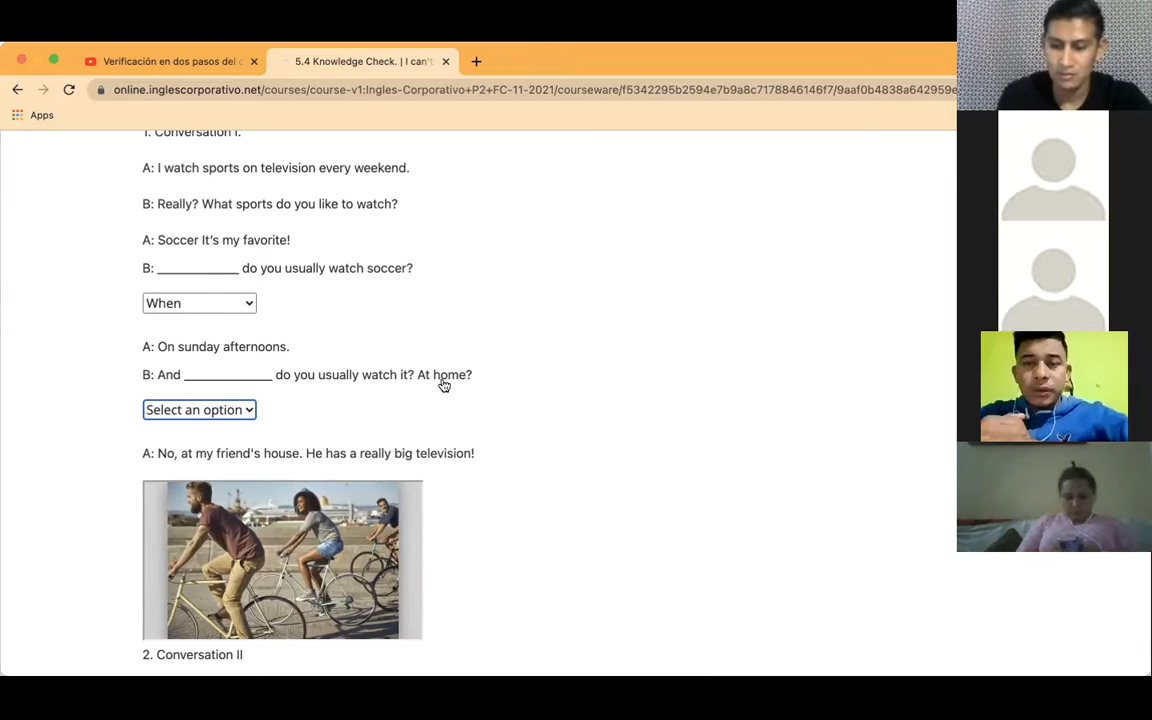 Verificación en dos pasos del c
5.4 Knowledge Check. | I can't
online.inglescorporativo.net/courses/course-v1:Ingles-Corporativo+P2+FC-11-2021/courseware/f5342295b2594e7b9a8c7178846146f7/9aaf0b4838a642959e
Apps
1. Conversation I.
A: I watch sports on television every weekend.
B: Really? What sports do you like to watch?
A: Soccer It's my favorite!
B: _____________ do you usually watch soccer?
When
A: On sunday afternoons.
B: And ______________ do you usually watch it? At home?
Select an option
A: No, at my friend's house. He has a really big television!
2. Conversation II